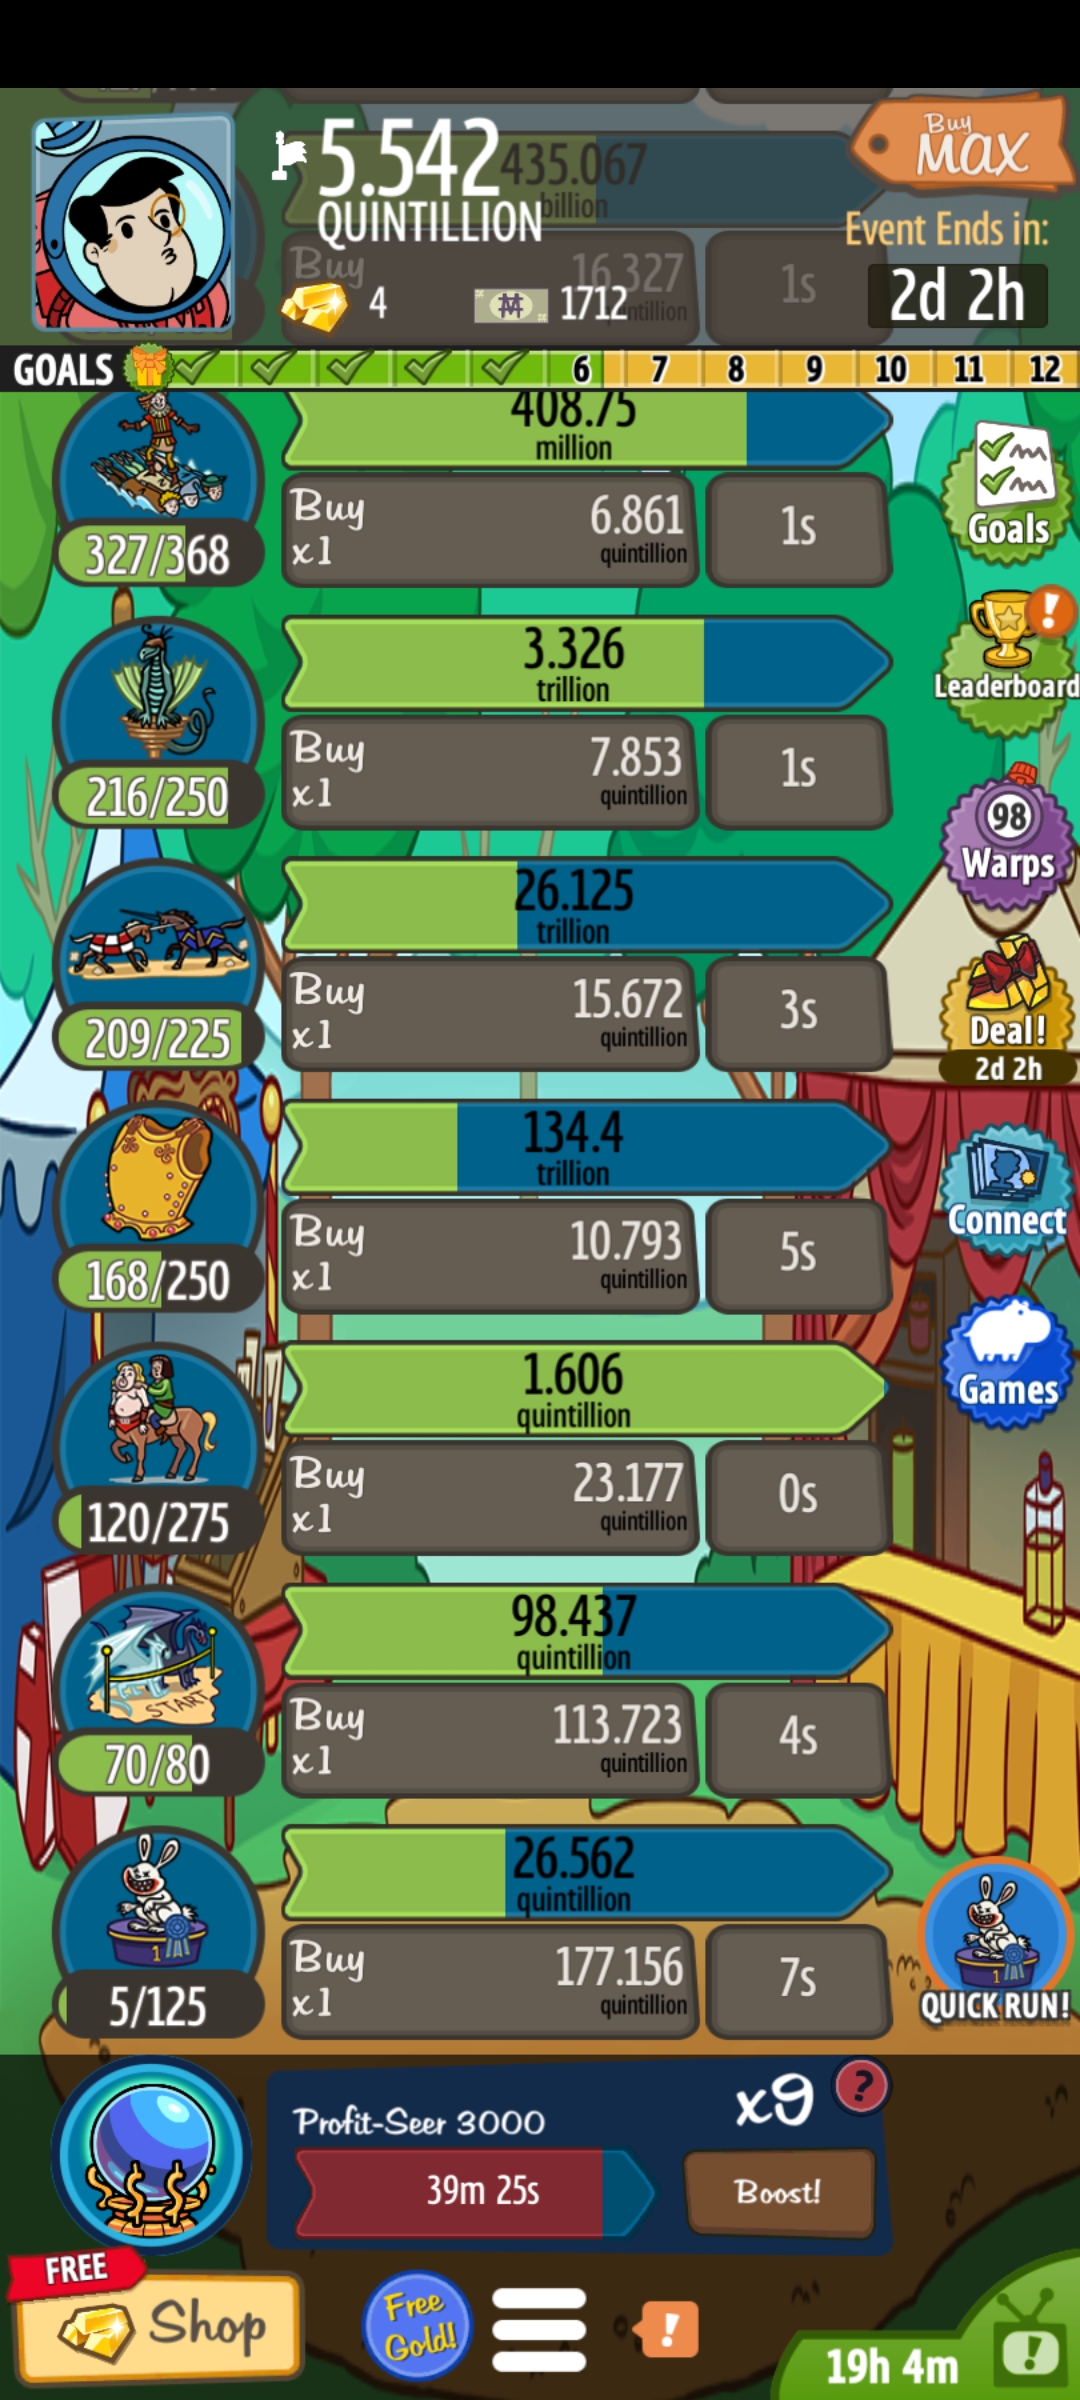 5.542
QUINTILLION
435.067
billion
Buy
MAX
Event Ends in:
2d 2h
Buy
16.327
1s
4
1712
GOALS 6 7 8 9 10 11 12
408.75
million
Buy
x1
6.861
quintillion
1s
327/368
Goals
3.326
trillion
Buy
x1
7.853
quintillion
1s
216/250
Leaderboard
98
Warps
26.125
trillion
Buy
x1
15.672
quintillion
3s
209/225
Deal!
2d 2h
134.4
trillion
Buy
x1
10.793
quintillion
5s
168/250
Connect
1.606
quintillion
Buy
x1
23.177
quintillion
0s
120/275
Games
98.437
quintillion
START
Buy
x1
113.723
quintillion
4s
70/80
26.562
quintillion
1
Buy
x1
177.156
quintillion
7s
5/125
1
QUICK RUN!
Profit-Seer 3000
x9
?
39m 25s
Boost!
FREE
Shop
Free
Gold!
!
19h 4m
!